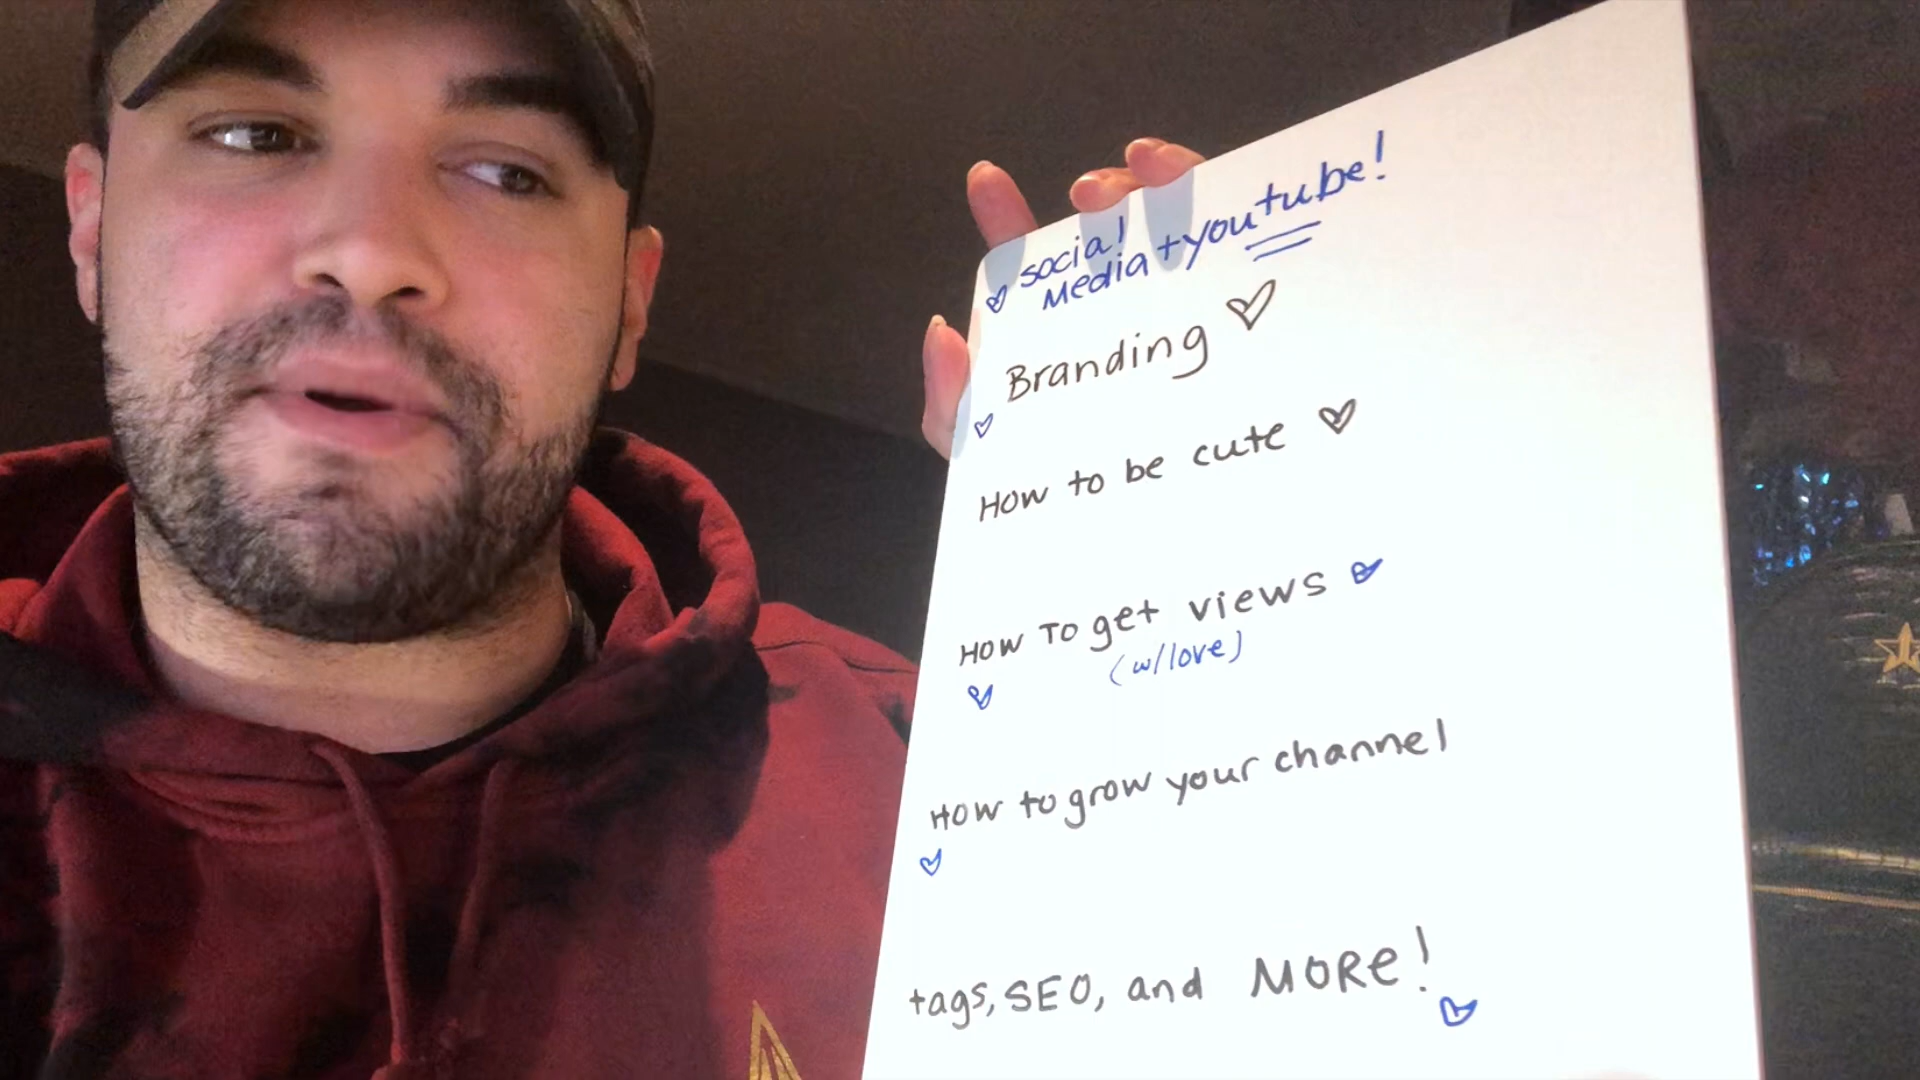 social
Media + youtube!
Branding
How to be cute
How To get views
(w/love)
How to grow your channel
tags, SEO, and MORe!